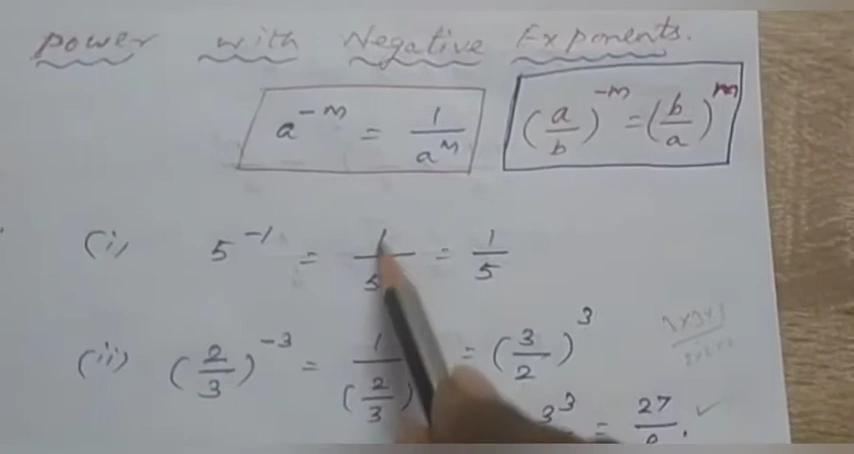 Power with Negative Exponents.
a^-m = 1/a^m (a/b)^-m = (b/a)^m
(i) 5^-1 = 1/5 = 1/5
(ii) (2/3)^-3 = 1/(2/3) = (3/2)^3
3^3 = 27